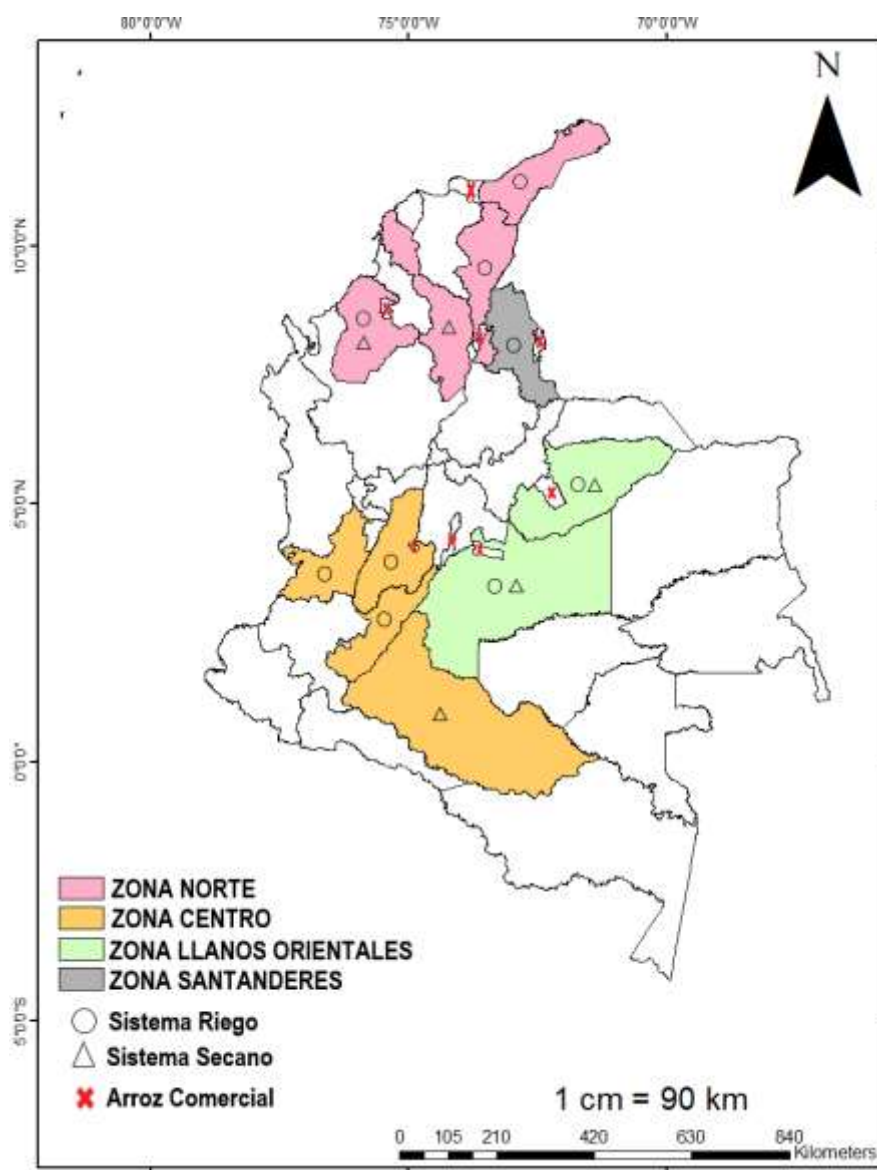 80°0'0"W 75°0'0"W 70°0'0"W
N
10°0'0"N
5°0'0"N
0°0'0"
5°0'0"S
ZONA NORTE
ZONA CENTRO
ZONA LLANOS ORIENTALES
ZONA SANTANDERES
Sistema Riego
Sistema Secano
Arroz Comercial
1 cm = 90 km
0 105 210 420 630 840
Kilometers